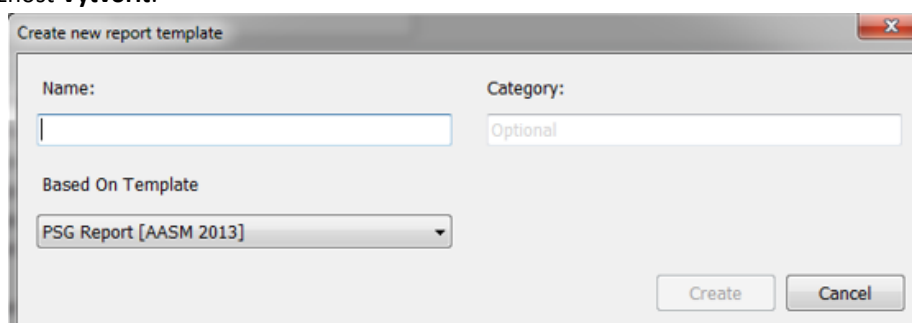 Vytvořit.
Create new report template
Name:
Category:
Optional
Based On Template
PSG Report [AASM 2013]
Create
Cancel